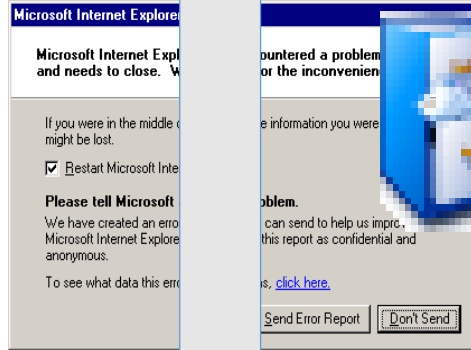 Microsoft Internet Explorer
Microsoft Internet Expl ountered a problem
and needs to close. W or the inconvenien
If you were in the middle e information you were
might be lost.
Restart Microsoft Inte
Please tell Microsoft oblem.
We have created an erro can send to help us impro
Microsoft Internet Explore this report as confidential and
anonymous.
To see what data this erro s, click here.
Send Error Report Don't Send